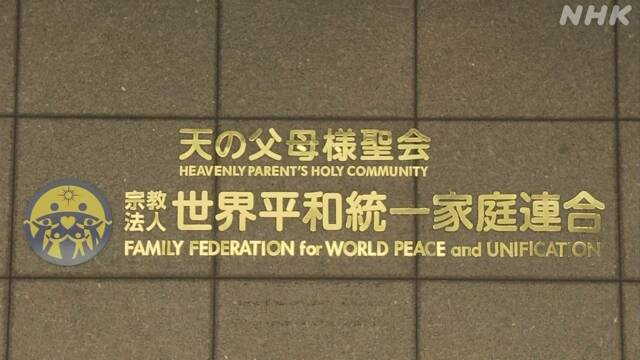 NHK
天の父母様聖会
HEAVENLY PARENT'S HOLY COMMUNITY
宗教法人 世界平和統一家庭連合
FAMILY FEDERATION for WORLD PEACE and UNIFICATION